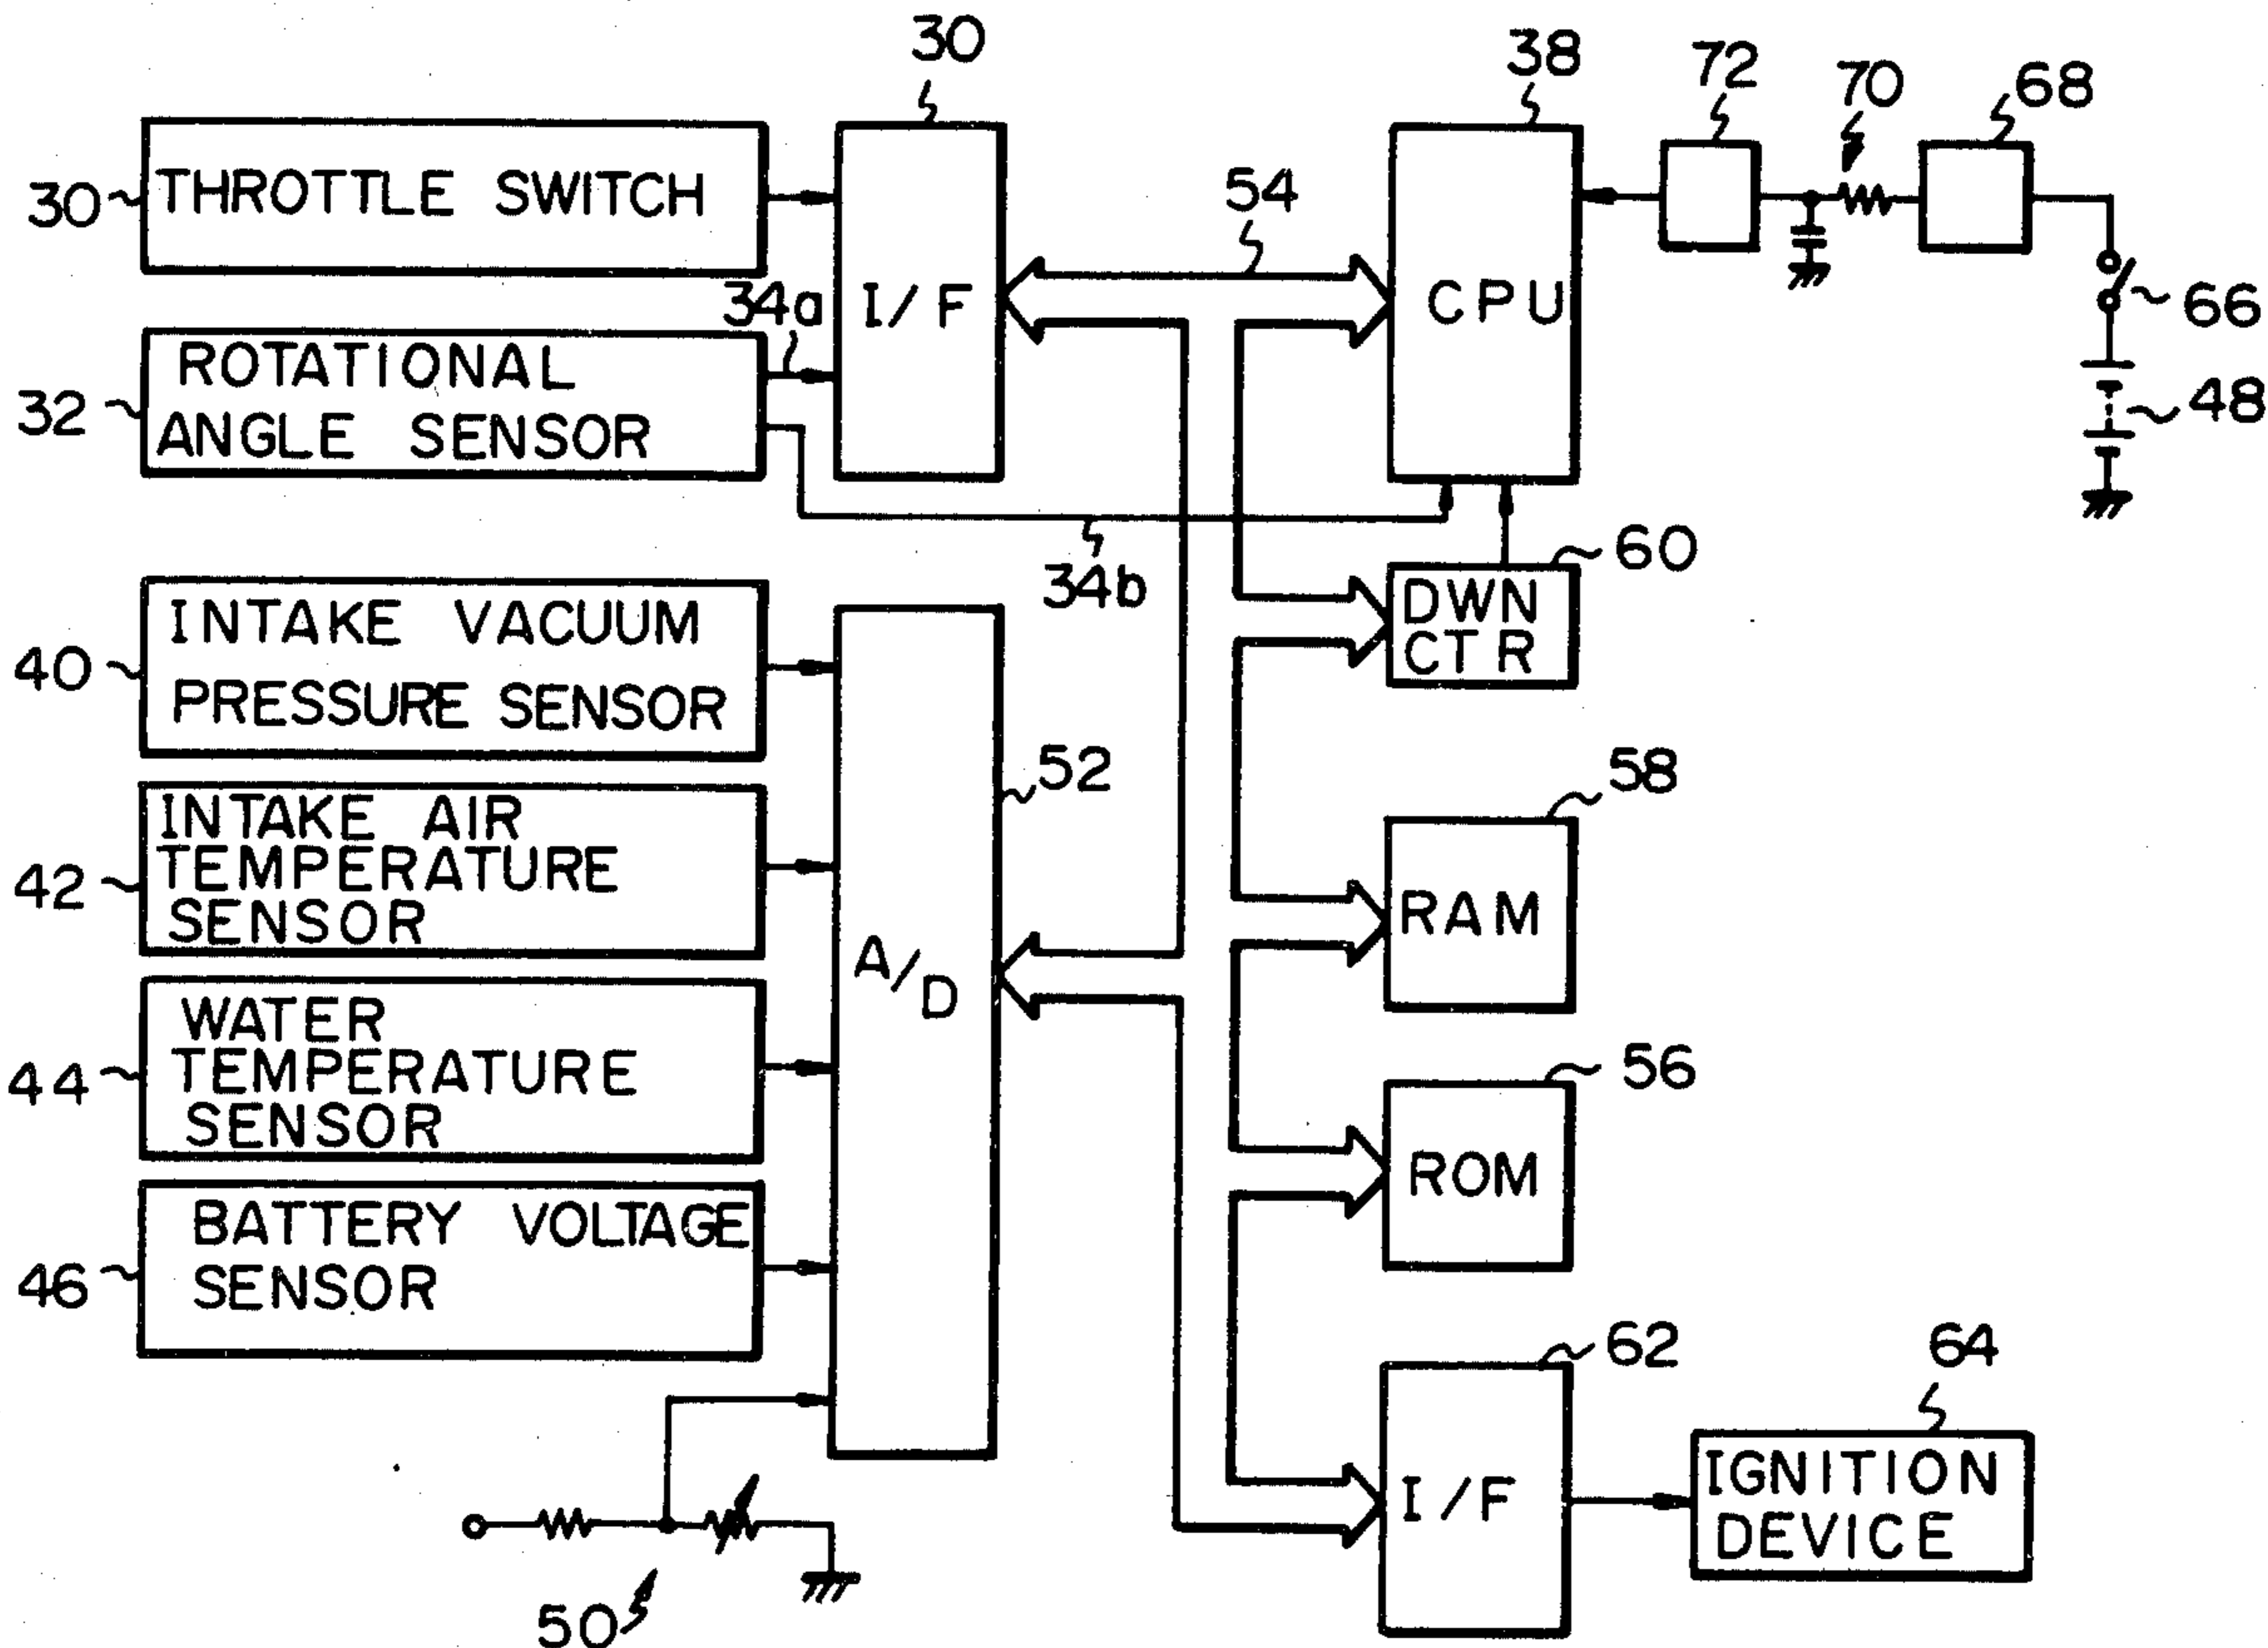 30
38
72
70
68
30
THROTTLE SWITCH
54
34a
I/F
CPU
66
32
ROTATIONAL
ANGLE SENSOR
48
34b
60
DWN
CTR
40
INTAKE VACUUM
PRESSURE SENSOR
52
58
42
INTAKE AIR
TEMPERATURE
SENSOR
RAM
A/D
44
WATER
TEMPERATURE
SENSOR
56
ROM
46
BATTERY VOLTAGE
SENSOR
62
64
I/F
IGNITION
DEVICE
50